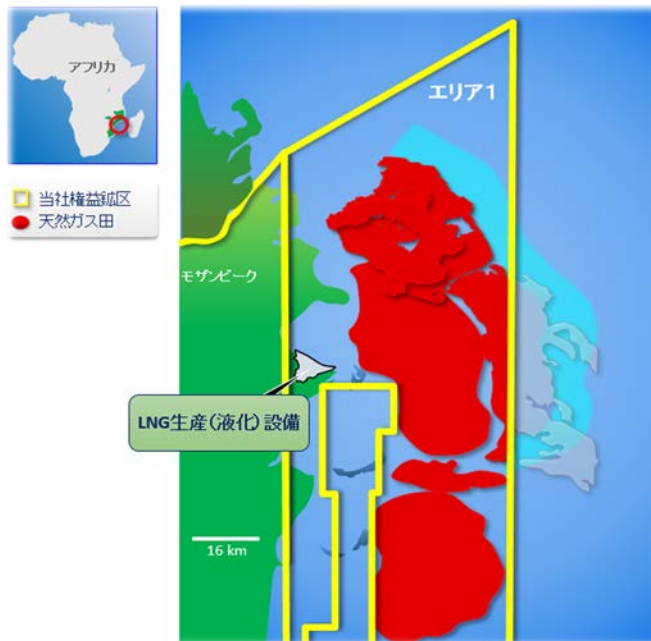 アフリカ
当社権益鉱区
天然ガス田
エリア1
モザンビーク
LNG生産(液化)設備
16 km